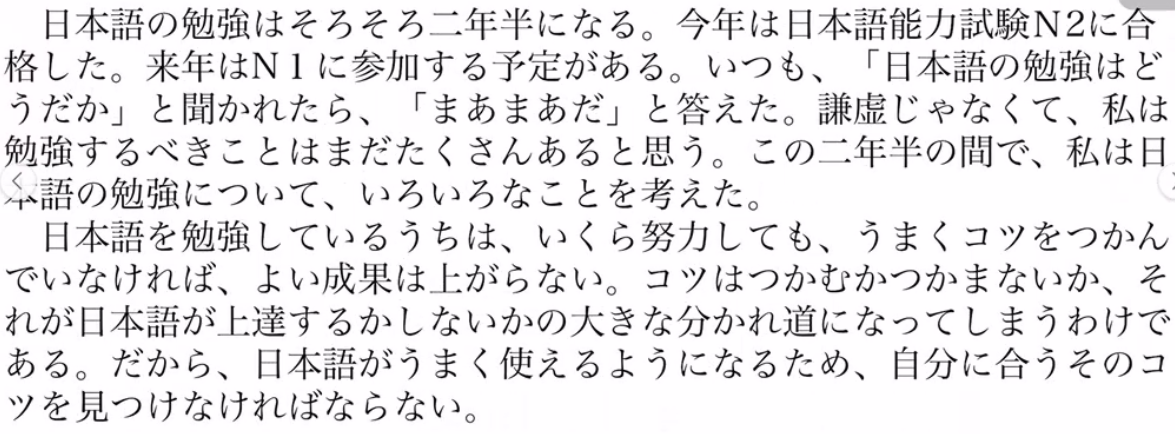 日本語の勉強はそろそろ二年半になる。今年は日本語能力試験N2に合
格した。来年はN１に参加する予定がある。いつも、「日本語の勉強はど
うだか」と聞かれたら、「まあまあだ」と答えた。謙虚じゃなくて、私は
勉強するべきことはまだたくさんあると思う。この二年半の間で、私は日
本語の勉強について、いろいろなことを考えた。
日本語を勉強しているうちは、いくら努力しても、うまくコツをつかん
でいなければ、よい成果は上がらない。コツはつかむかつかまないか、そ
れが日本語が上達するかしないかの大きな分かれ道になってしまうわけで
ある。だから、日本語がうまく使えるようになるため、自分に合うそのコ
ツを見つけなければならない。